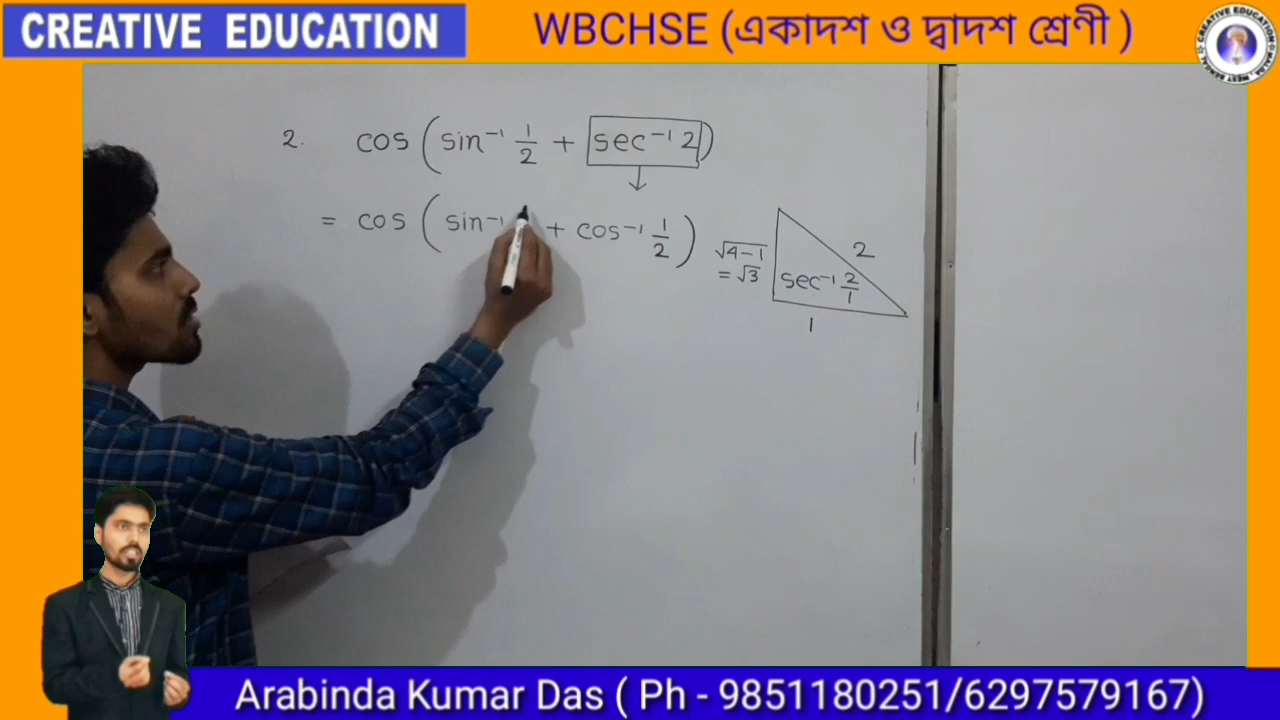 CREATIVE EDUCATION
WBCHSE (একাদশ ও দ্বাদশ শ্রেণী )
2. cos (sin⁻¹ 1/2 + sec⁻¹ 2)
↓
= cos (sin⁻¹ + cos⁻¹ 1/2)
√4-1
= √3
2
sec⁻¹ 2/1
1
Arabinda Kumar Das ( Ph - 9851180251/6297579167)